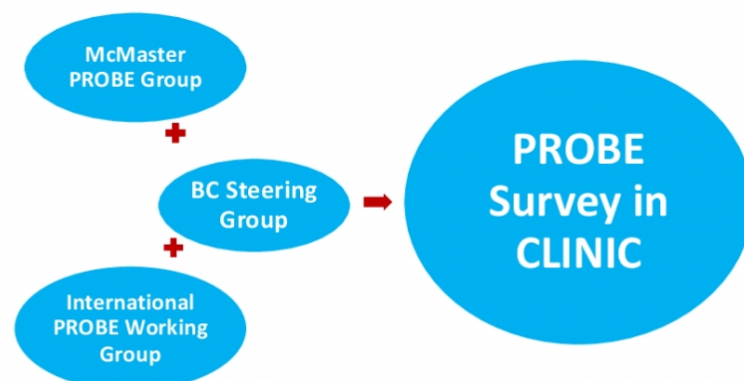 McMaster
PROBE Group
BC Steering
Group
International
PROBE Working
Group
PROBE
Survey in
CLINIC